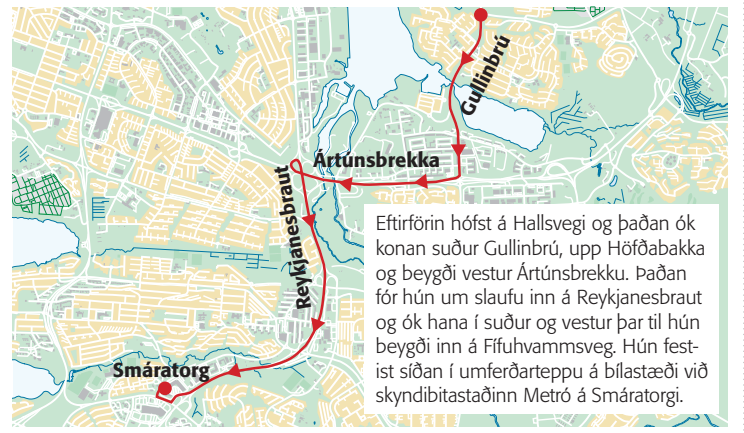 Gullinbrú
Ártúnsbrekka
Reykjanesbraut
Smáratorg
Eftirförin hófst á Hallsvegi og þaðan ók
konan suður Gullinbrú, upp Höfðabakka
og beygði vestur Ártúnsbrekku. Þaðan
fór hún um slaufu inn á Reykjanesbraut
og ók hana í suður og vestur þar til hún
beygði inn á Fífuhvammsveg. Hún fest-
ist síðan í umferðarteppu á bílastæði við
skyndibitastaðinn Metró á Smáratorgi.